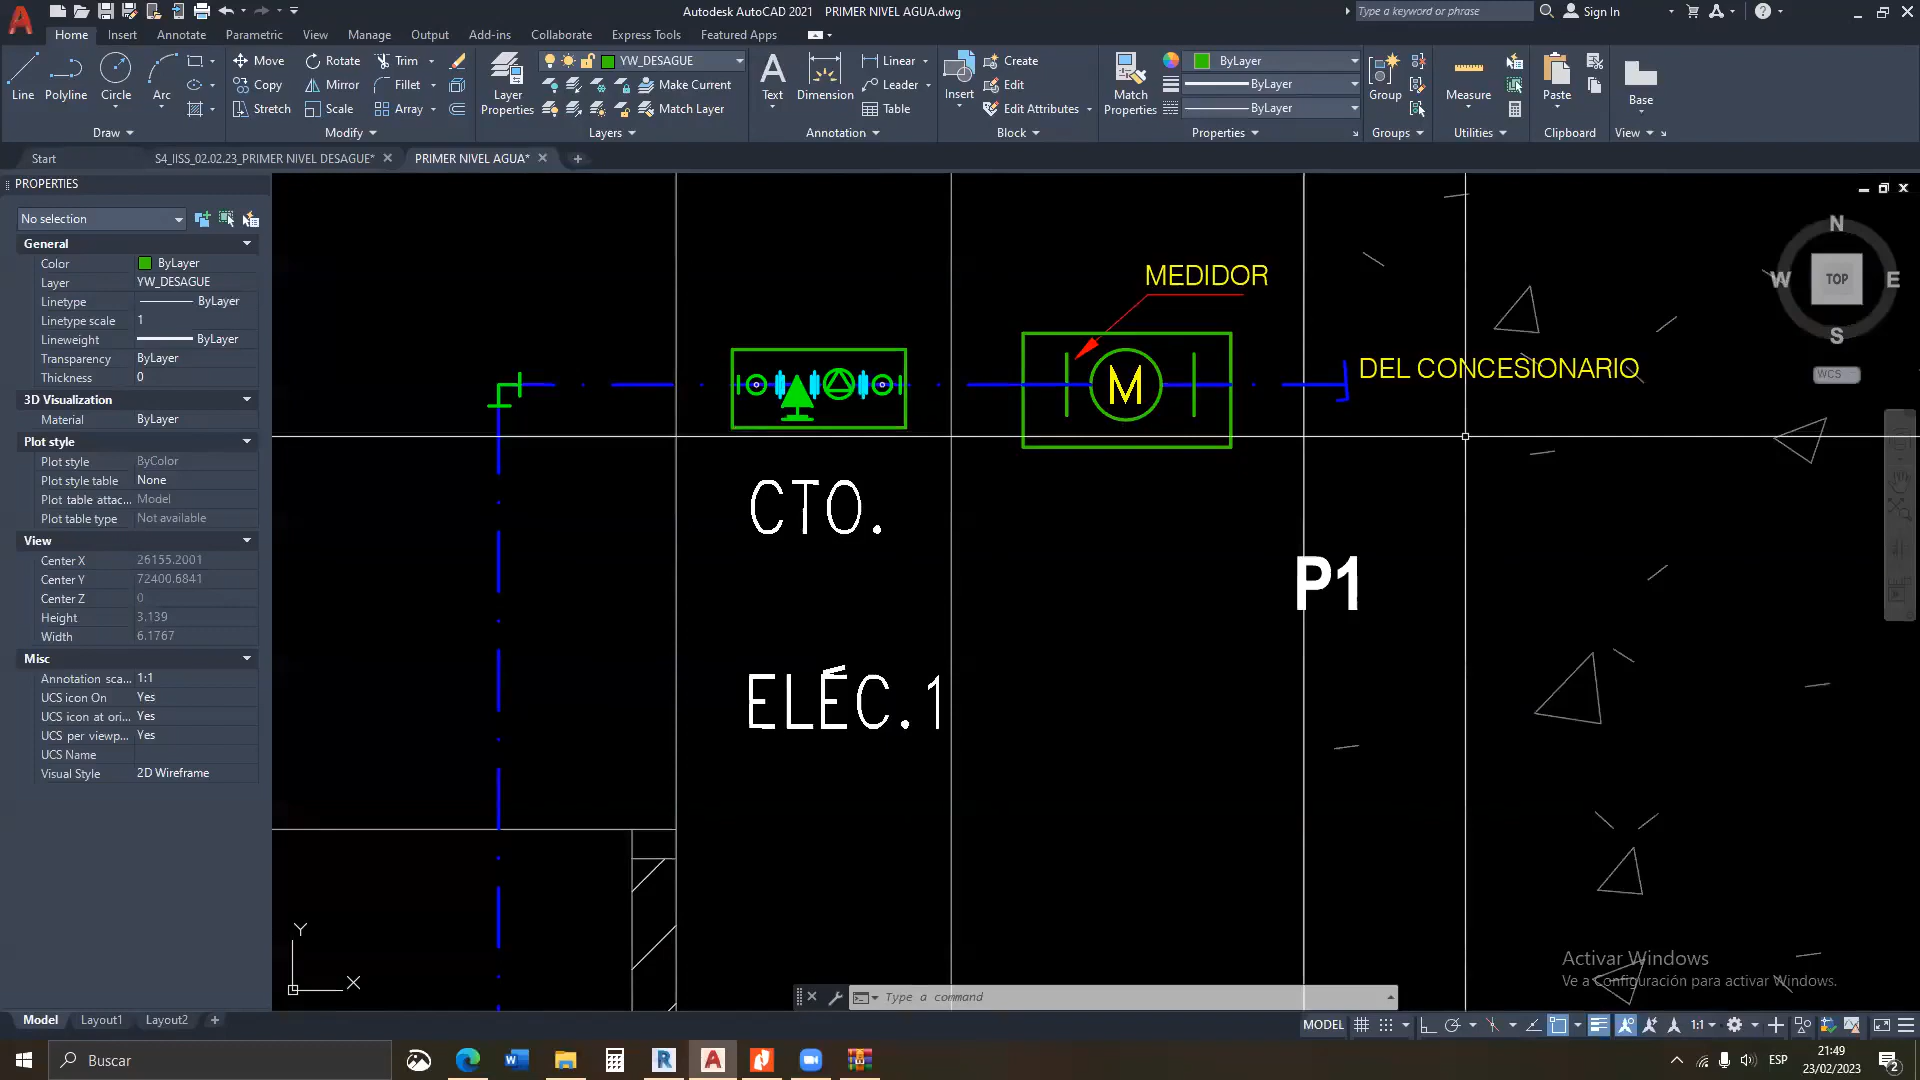 Autodesk AutoCAD 2021 PRIMER NIVEL AGUA.dwg
Type a keyword or phrase
Sign In
Home Insert Annotate Parametric View Manage Output Add-ins Collaborate Express Tools Featured Apps
Line Polyline Circle Arc
Move Rotate Trim
Copy Mirror Fillet
Stretch Scale Array
Layer Properties
YW_DESAGUE
Make Current
Match Layer
Text Dimension
Linear
Leader
Table
Insert
Create
Edit
Edit Attributes
Match Properties
ByLayer
ByLayer
ByLayer
Group Measure Paste Base
Draw Modify Layers Annotation Block Properties Groups Utilities Clipboard View
Start S4_IISS_02.02.23_PRIMER NIVEL DESAGUE* PRIMER NIVEL AGUA*
PROPERTIES
No selection
General
Color ByLayer
Layer YW_DESAGUE
Linetype ByLayer
Linetype scale 1
Lineweight ByLayer
Transparency ByLayer
Thickness 0
3D Visualization
Material ByLayer
Plot style
Plot style ByColor
Plot style table None
Plot table attac... Model
Plot table type Not available
View
Center X 26155.2001
Center Y 72400.6841
Center Z 0
Height 3.139
Width 6.1767
Misc
Annotation sca... 1:1
UCS icon On Yes
UCS icon at ori... Yes
UCS per viewp... Yes
UCS Name
Visual Style 2D Wireframe
MEDIDOR
M
DEL CONCESIONARIO
CTO.
ELÉC.1
P1
N
W TOP E
S
WCS
Y
X
Activar Windows
Ve a Configuración para activar Windows.
Type a command
Model Layout1 Layout2
MODEL 1:1
Buscar
ESP
21:49
23/02/2023
2